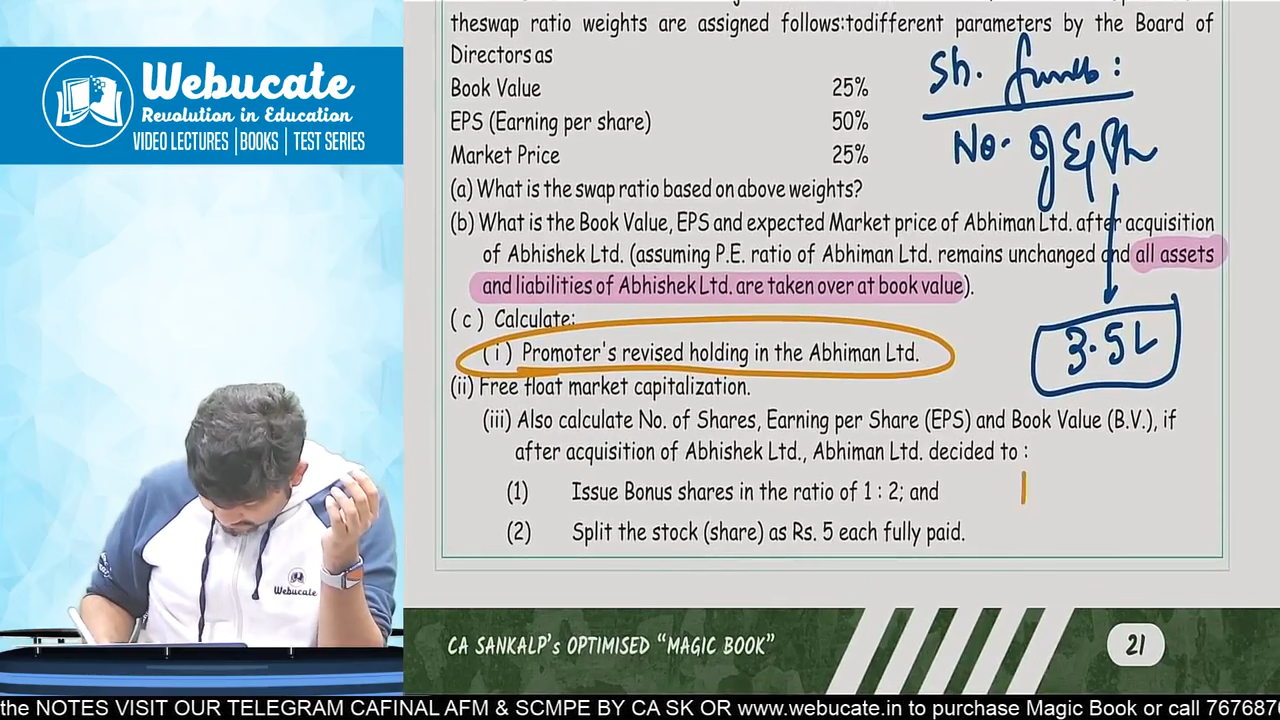 Webucate
Revolution in Education
VIDEO LECTURES | BOOKS | TEST SERIES
theswap ratio weights are assigned follows:todifferent parameters by the Board of
Directors as
Book Value 25%
EPS (Earning per share) 50%
Market Price 25%
(a) What is the swap ratio based on above weights?
(b) What is the Book Value, EPS and expected Market price of Abhiman Ltd. after acquisition
of Abhishek Ltd. (assuming P.E. ratio of Abhiman Ltd. remains unchanged and all assets
and liabilities of Abhishek Ltd. are taken over at book value).
( c ) Calculate:
( i ) Promoter's revised holding in the Abhiman Ltd.
(ii) Free float market capitalization.
(iii) Also calculate No. of Shares, Earning per Share (EPS) and Book Value (B.V.), if
after acquisition of Abhishek Ltd., Abhiman Ltd. decided to :
(1) Issue Bonus shares in the ratio of 1 : 2; and
(2) Split the stock (share) as Rs. 5 each fully paid.
Sh. funds :
No. of Eq Sh
3.5L
Webucate
CA SANKALP's OPTIMISED “MAGIC BOOK” 21
the NOTES VISIT OUR TELEGRAM CAFINAL AFM & SCMPE BY CA SK OR www.webucate.in to purchase Magic Book or call 767687